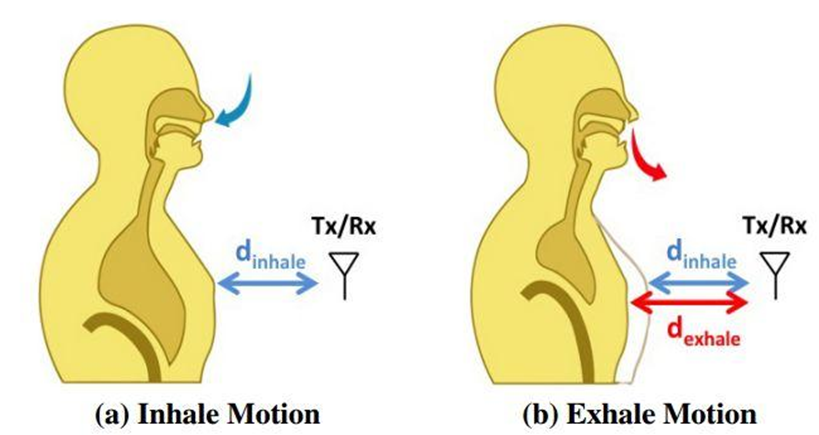 Tx/Rx
d inhale
(a) Inhale Motion
Tx/Rx
d inhale
d exhale
(b) Exhale Motion